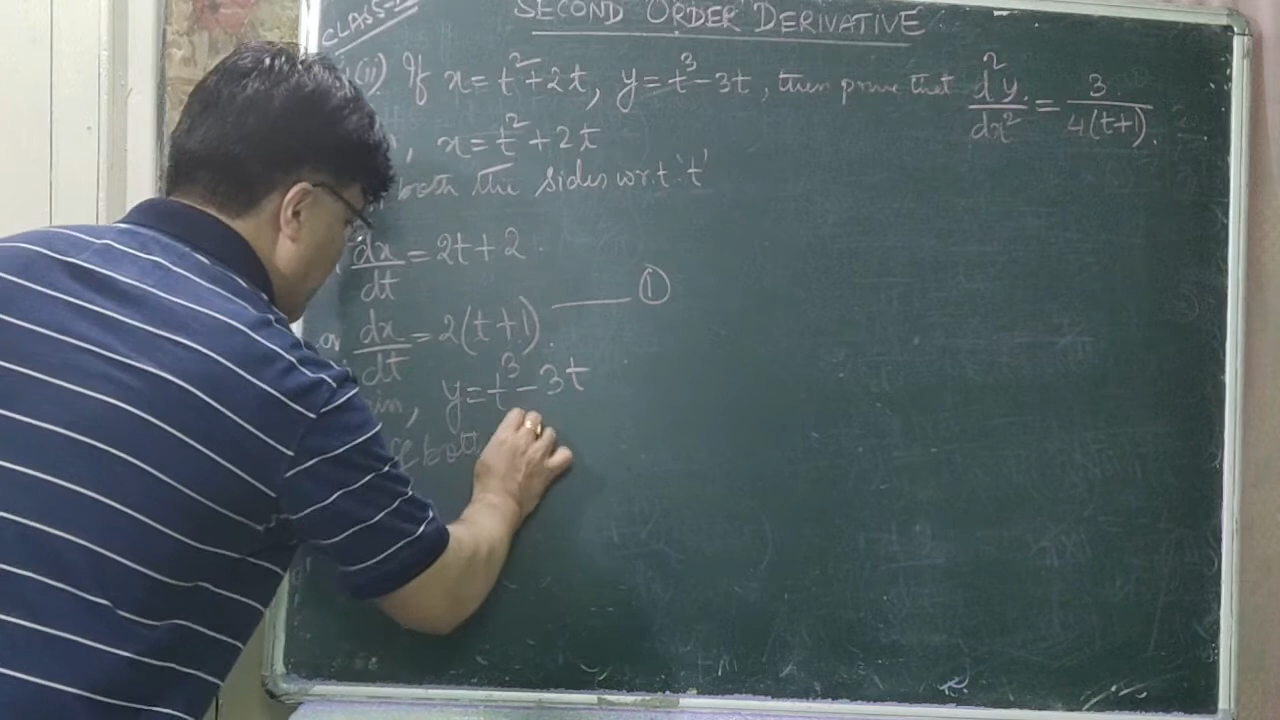 CLASS-
SECOND ORDER DERIVATIVE
(ii). If x = t² + 2t, y = t³ - 3t, then prove that d²y/dx² = 3/4(t+1).
, x = t² + 2t
both the sides w.r.t. 't'
dx/dt = 2t + 2.
or dx/dt = 2(t+1). ——— ①
, y = t³ - 3t